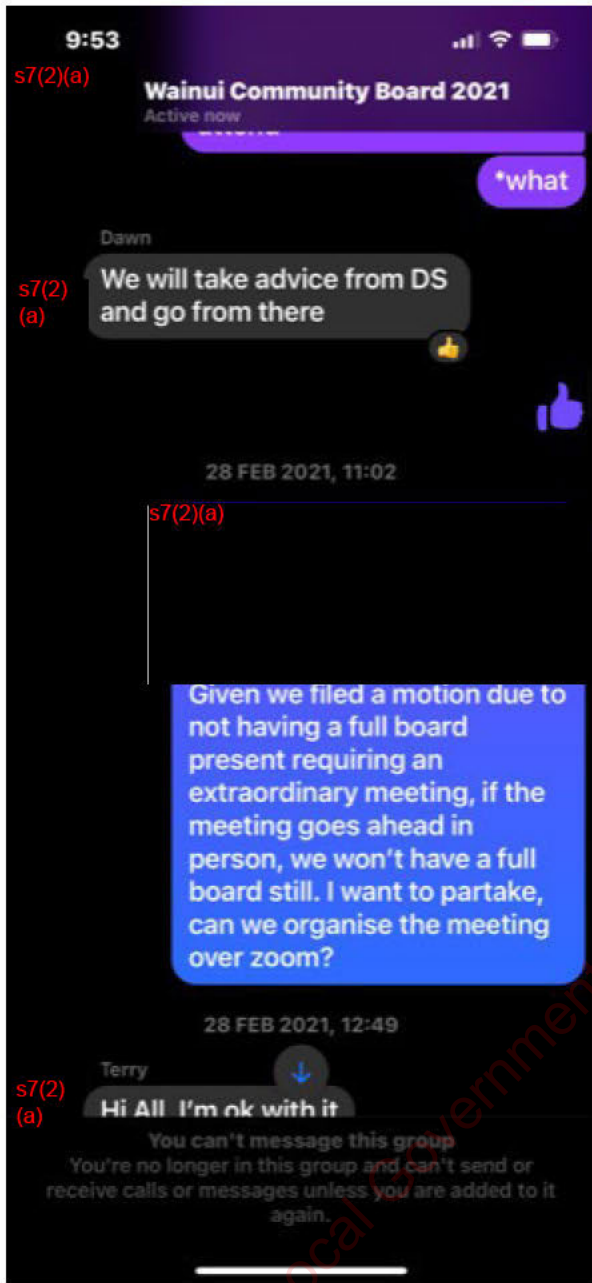 9:53
s7(2)(a)
Wainui Community Board 2021
Active now
*what
Dawn
We will take advice from DS
and go from there
s7(2)
(a)
28 FEB 2021, 11:02
s7(2)(a)
Given we filed a motion due to
not having a full board
present requiring an
extraordinary meeting, if the
meeting goes ahead in
person, we won't have a full
board still. I want to partake,
can we organise the meeting
over zoom?
28 FEB 2021, 12:49
Terry
s7(2)
(a)
Hi All I'm ok with it
You can't message this group
You're no longer in this group and can't send or
receive calls or messages unless you are added to it
again.
ocal Government